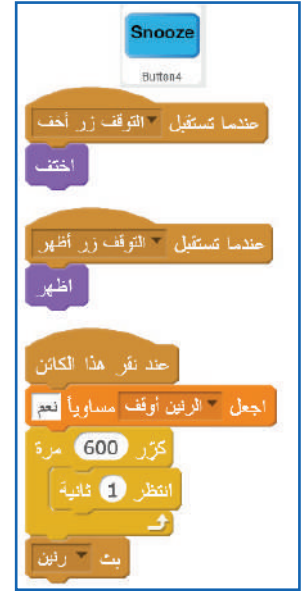 Snooze
Button4
عندما تستقبل التوقف زر أخف
اختف
عندما تستقبل التوقف زر أظهر
اظهر
عند نقر هذا الكائن
اجعل الرنين أوقف مساوياً نعم
كرّر 600 مرة
انتظر 1 ثانية
بث رنين